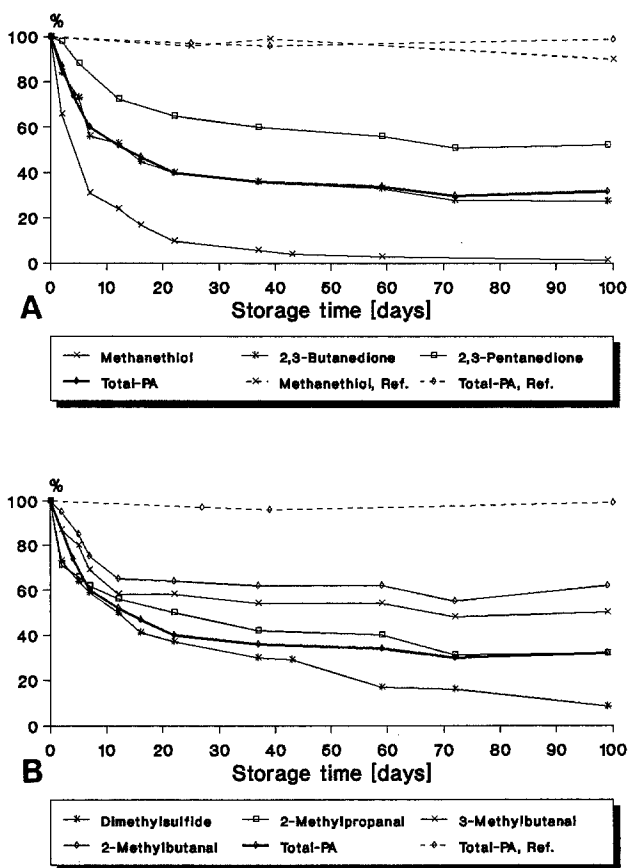 %
100
80
60
40
20
0
0 10 20 30 40 50 60 70 80 90 100
A
Storage time [days]
Methanethiol 2,3-Butanedione 2,3-Pentanedione
Total-PA Methanethiol, Ref. Total-PA, Ref.
%
100
80
60
40
20
0
0 10 20 30 40 50 60 70 80 90 100
B
Storage time [days]
Dimethylsulfide 2-Methylpropanal 3-Methylbutanal
2-Methylbutanal Total-PA Total-PA, Ref.